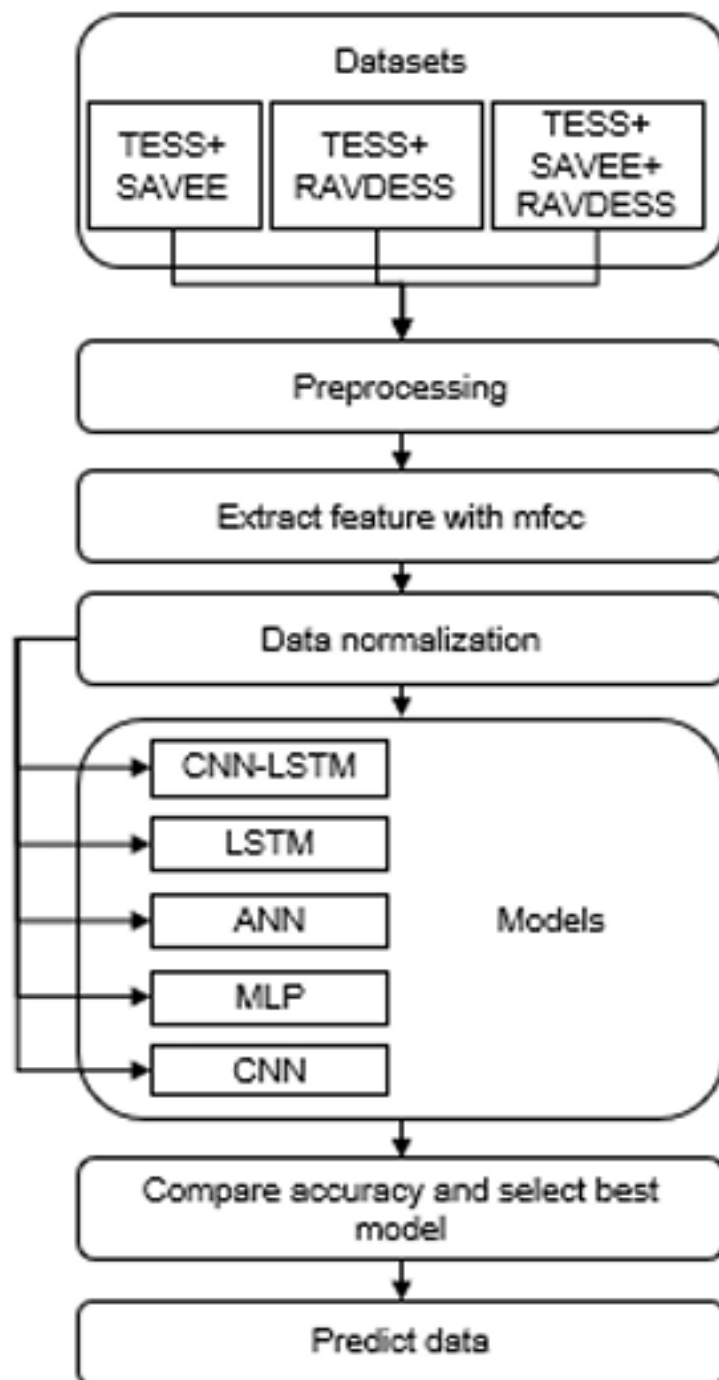 Datasets
TESS+
SAVEE
TESS+
RAVDESS
TESS+
SAVEE+
RAVDESS
Preprocessing
Extract feature with mfcc
Data normalization
CNN-LSTM
LSTM
ANN
Models
MLP
CNN
Compare accuracy and select best
model
Predict data